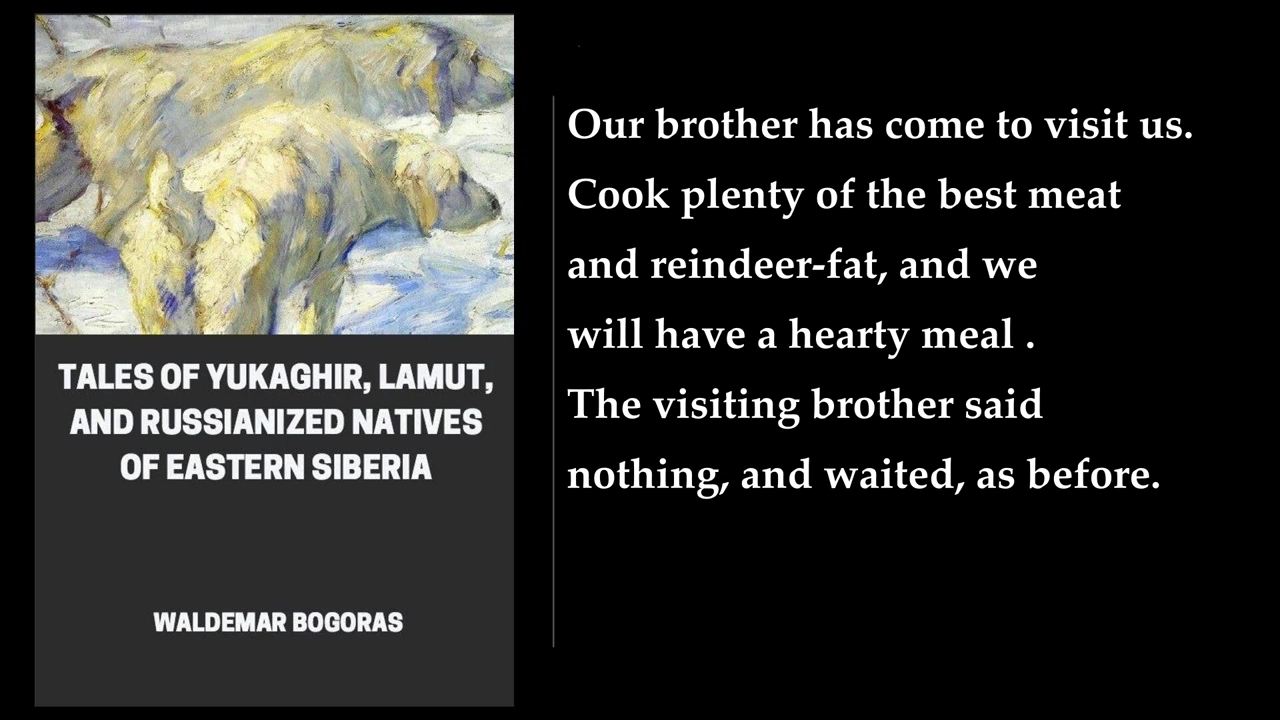 TALES OF YUKAGHIR, LAMUT,
AND RUSSIANIZED NATIVES
OF EASTERN SIBERIA
WALDEMAR BOGORAS
Our brother has come to visit us.
Cook plenty of the best meat
and reindeer-fat, and we
will have a hearty meal .
The visiting brother said
nothing, and waited, as before.